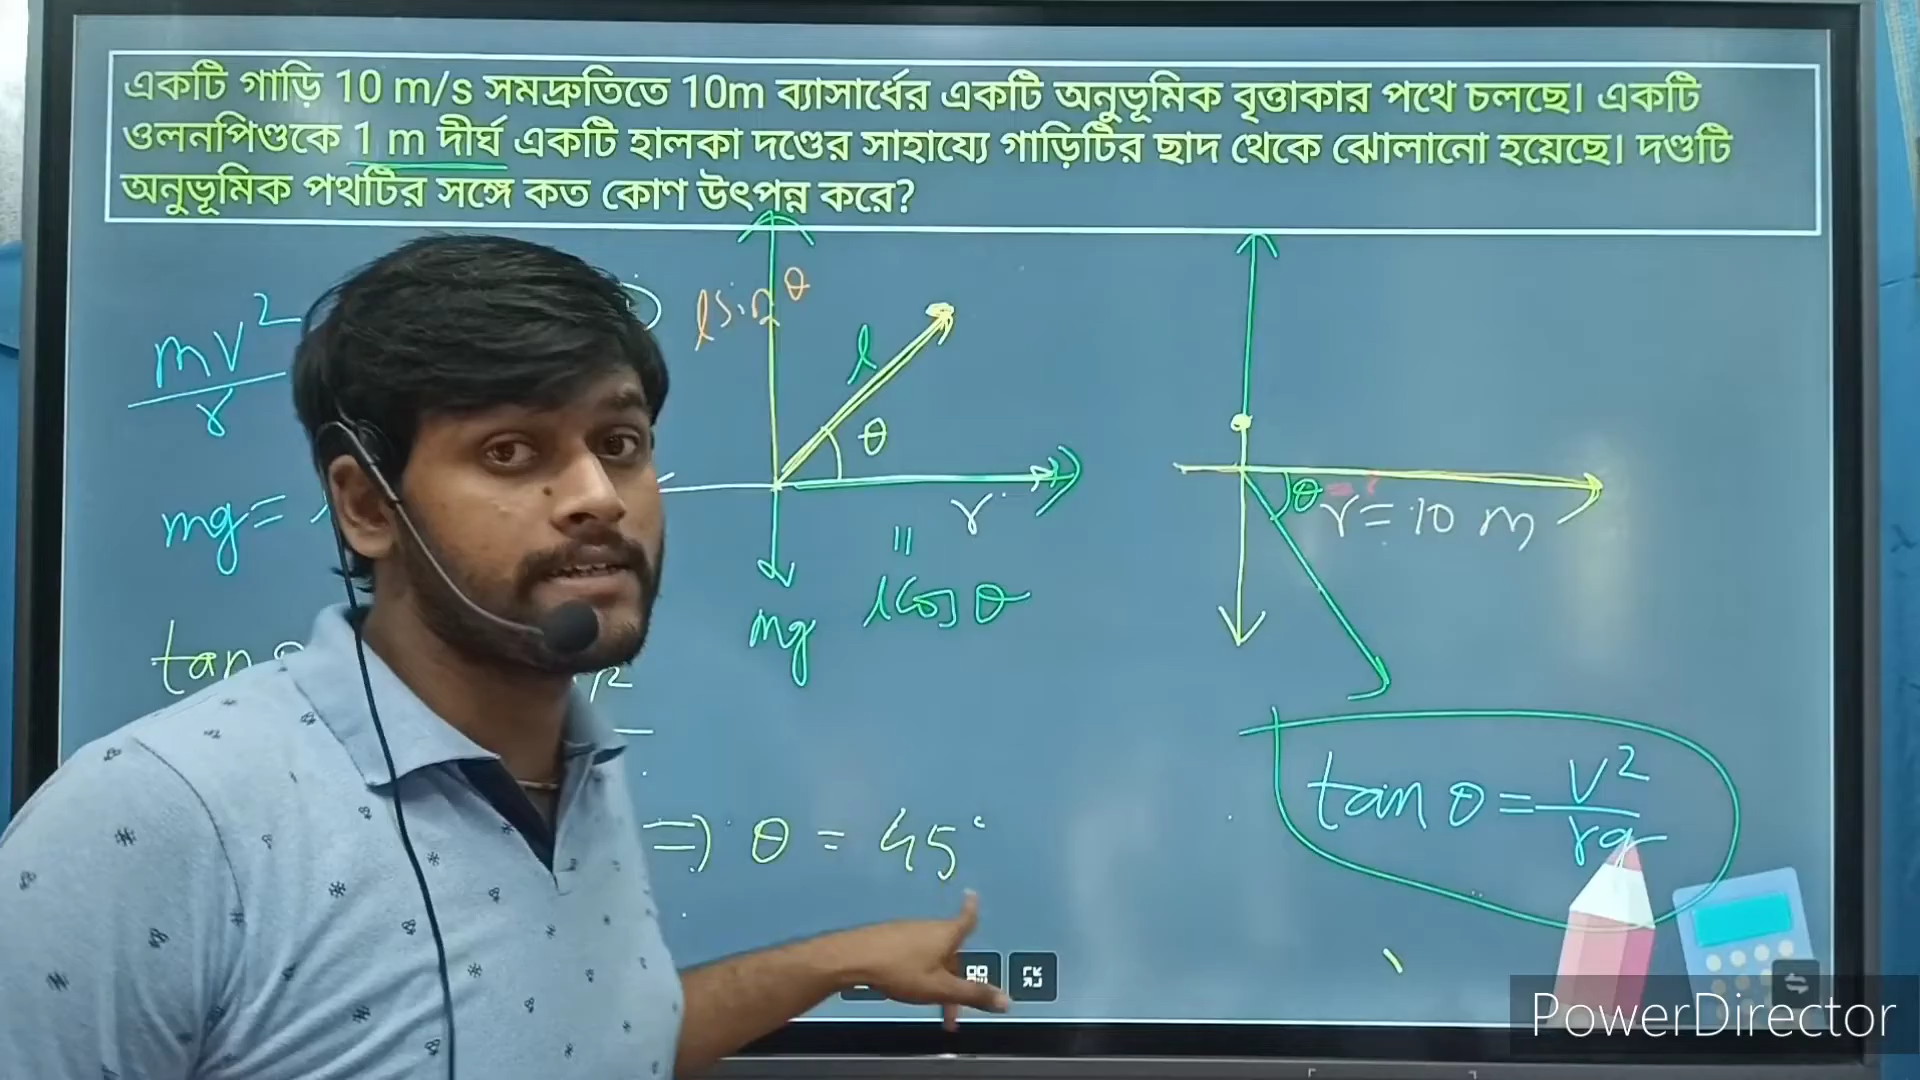 একটি গাড়ি 10 m/s সমদ্রুতিতে 10m ব্যাসার্ধের একটি অনুভূমিক বৃত্তাকার পথে চলছে। একটি
ওলনপিণ্ডকে 1 m দীর্ঘ একটি হালকা দণ্ডের সাহায্যে গাড়িটির ছাদ থেকে ঝোলানো হয়েছে। দণ্ডটি
অনুভূমিক পথটির সঙ্গে কত কোণ উৎপন্ন করে?
mv²
r
mg =
tan
l sin θ
l
θ
r
||
l cos θ
mg
⇒ θ = 45°
θ = ?
r = 10 m
tan θ = v²
rg
PowerDirector